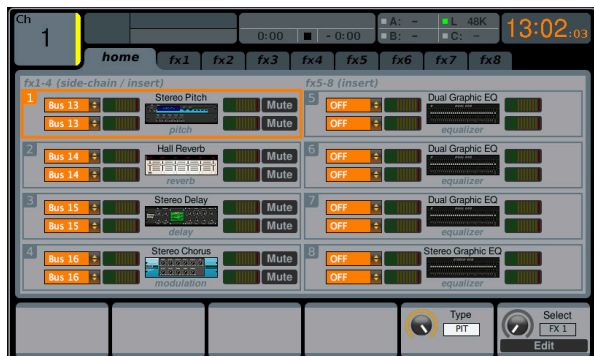 Ch
1
0:00 - 0:00
A: - L 48K
B: - C: -
13:02:03
home fx1 fx2 fx3 fx4 fx5 fx6 fx7 fx8
fx1-4 (side-chain / insert) fx5-8 (insert)
1 Bus 13 Stereo Pitch Mute
Bus 13 pitch Mute
5 OFF Dual Graphic EQ
OFF equalizer
2 Bus 14 Hall Reverb Mute
Bus 14 reverb Mute
6 OFF Dual Graphic EQ
OFF equalizer
3 Bus 15 Stereo Delay Mute
Bus 15 delay Mute
7 OFF Dual Graphic EQ
OFF equalizer
4 Bus 16 Stereo Chorus Mute
Bus 16 modulation Mute
8 OFF Stereo Graphic EQ
OFF equalizer
Type
PIT
Select
FX 1
Edit